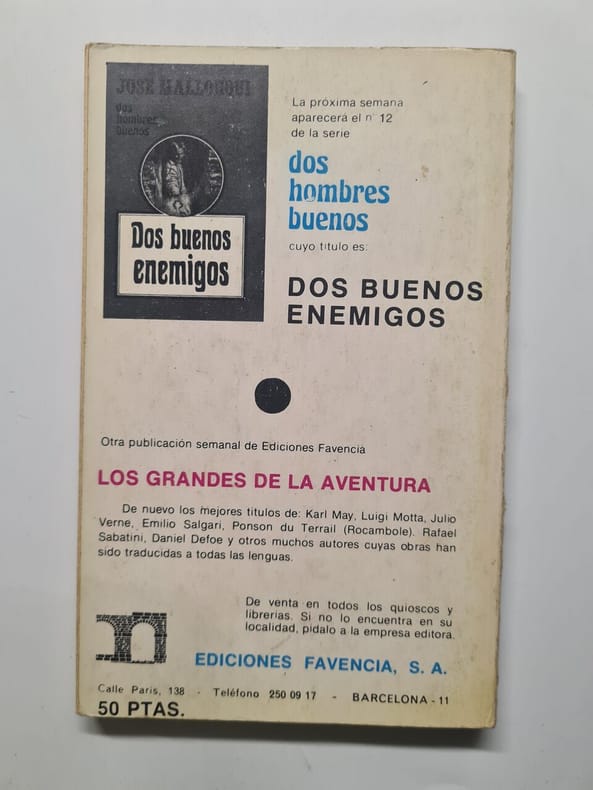 JOSE MALLORQUI
dos
hombres
buenos
Dos buenos
enemigos
La próxima semana
aparecerá el n° 12
de la serie
dos
hombres
buenos
cuyo título es:
DOS BUENOS
ENEMIGOS
Otra publicación semanal de Ediciones Favencia
LOS GRANDES DE LA AVENTURA
De nuevo los mejores titulos de: Karl May, Luigi Motta, Julio
Verne, Emilio Salgari, Ponson du Terrail (Rocambole). Rafael
Sabatini, Daniel Defoe y otros muchos autores cuyas obras han
sido traducidas a todas las lenguas.
De venta en todos los quioscos y
librerias. Si no lo encuentra en su
localidad, pidalo a la empresa editora.
EDICIONES FAVENCIA, S. A.
Calle Paris, 138 - Teléfono 250 09 17 - BARCELONA - 11
50 PTAS.